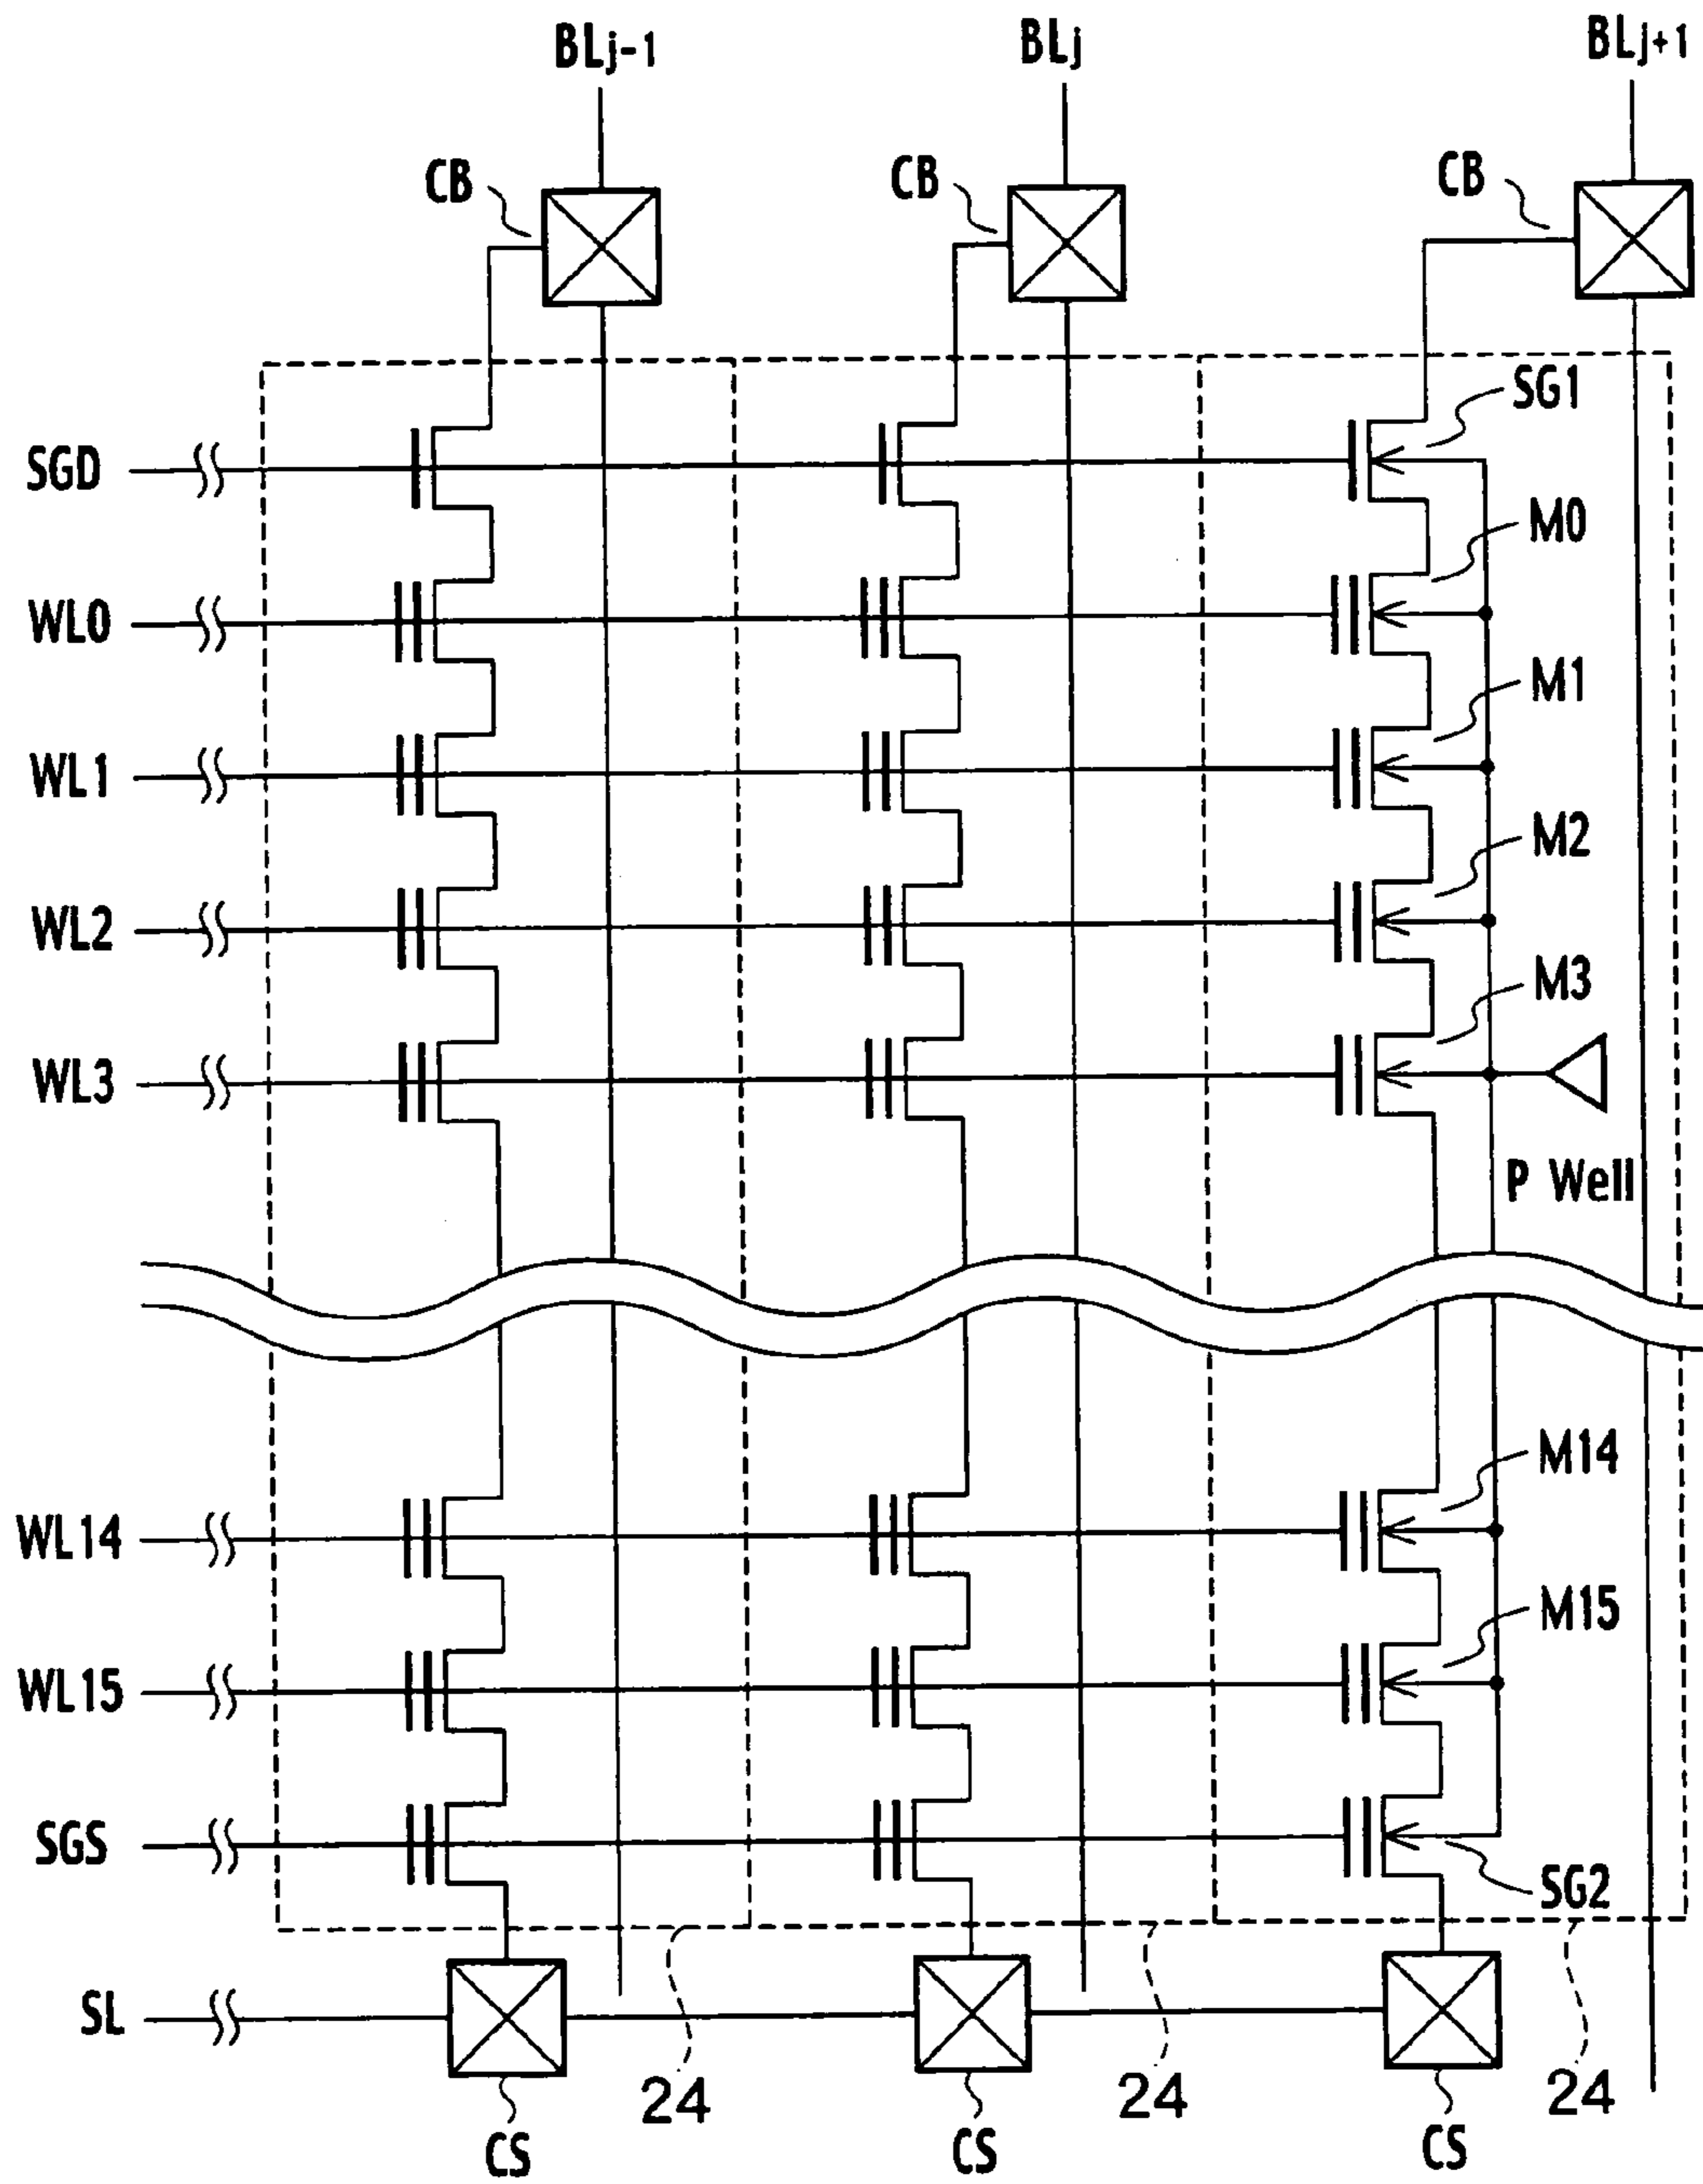 BLj-1 BLj BLj+1
CB CB CB
SG1
SGD
M0
WL0
M1
WL1
M2
WL2
M3
WL3
P Well
M14
WL14
M15
WL15
SGS
SG2
SL
24 24 24
CS CS CS